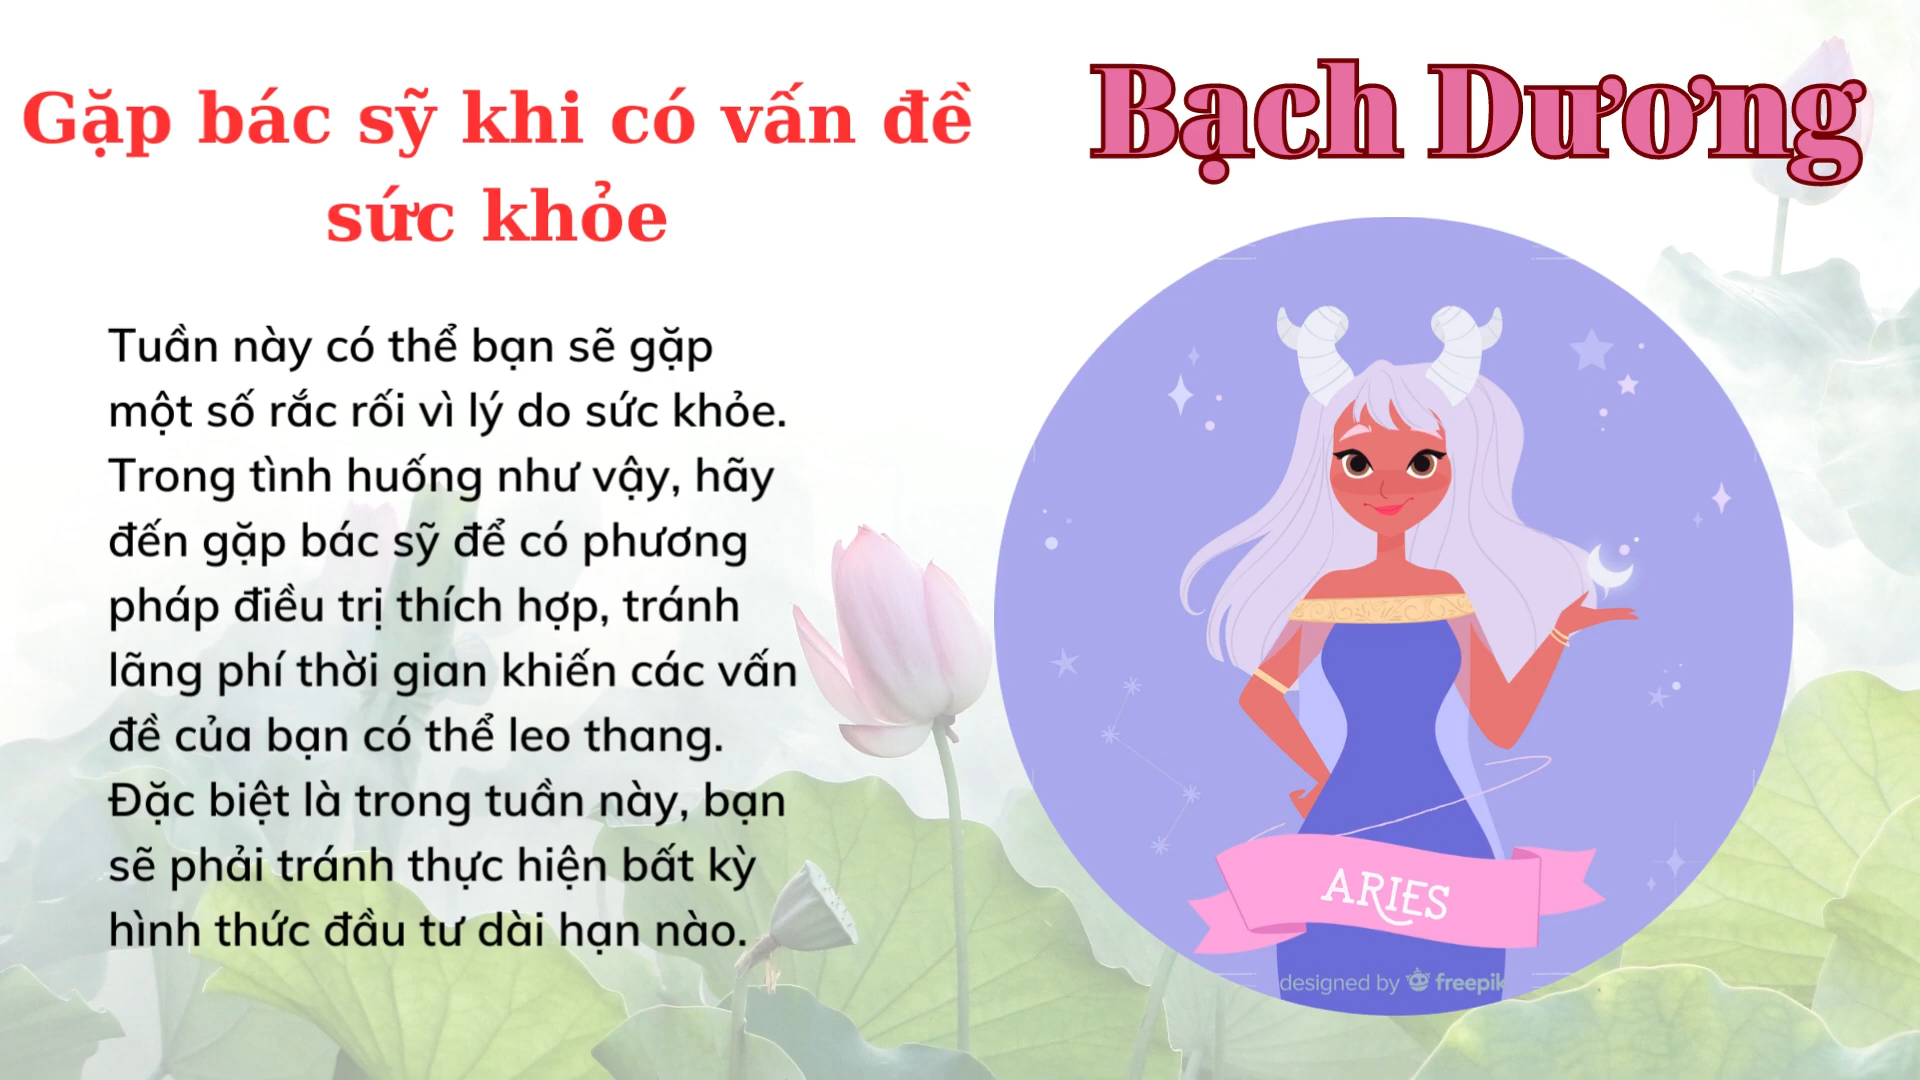 Bạch Dương
Gặp bác sỹ khi có vấn đề
sức khỏe
Tuần này có thể bạn sẽ gặp
một số rắc rối vì lý do sức khỏe.
Trong tình huống như vậy, hãy
đến gặp bác sỹ để có phương
pháp điều trị thích hợp, tránh
lãng phí thời gian khiến các vấn
đề của bạn có thể leo thang.
Đặc biệt là trong tuần này, bạn
sẽ phải tránh thực hiện bất kỳ
hình thức đầu tư dài hạn nào.
ARIES
designed by freepik